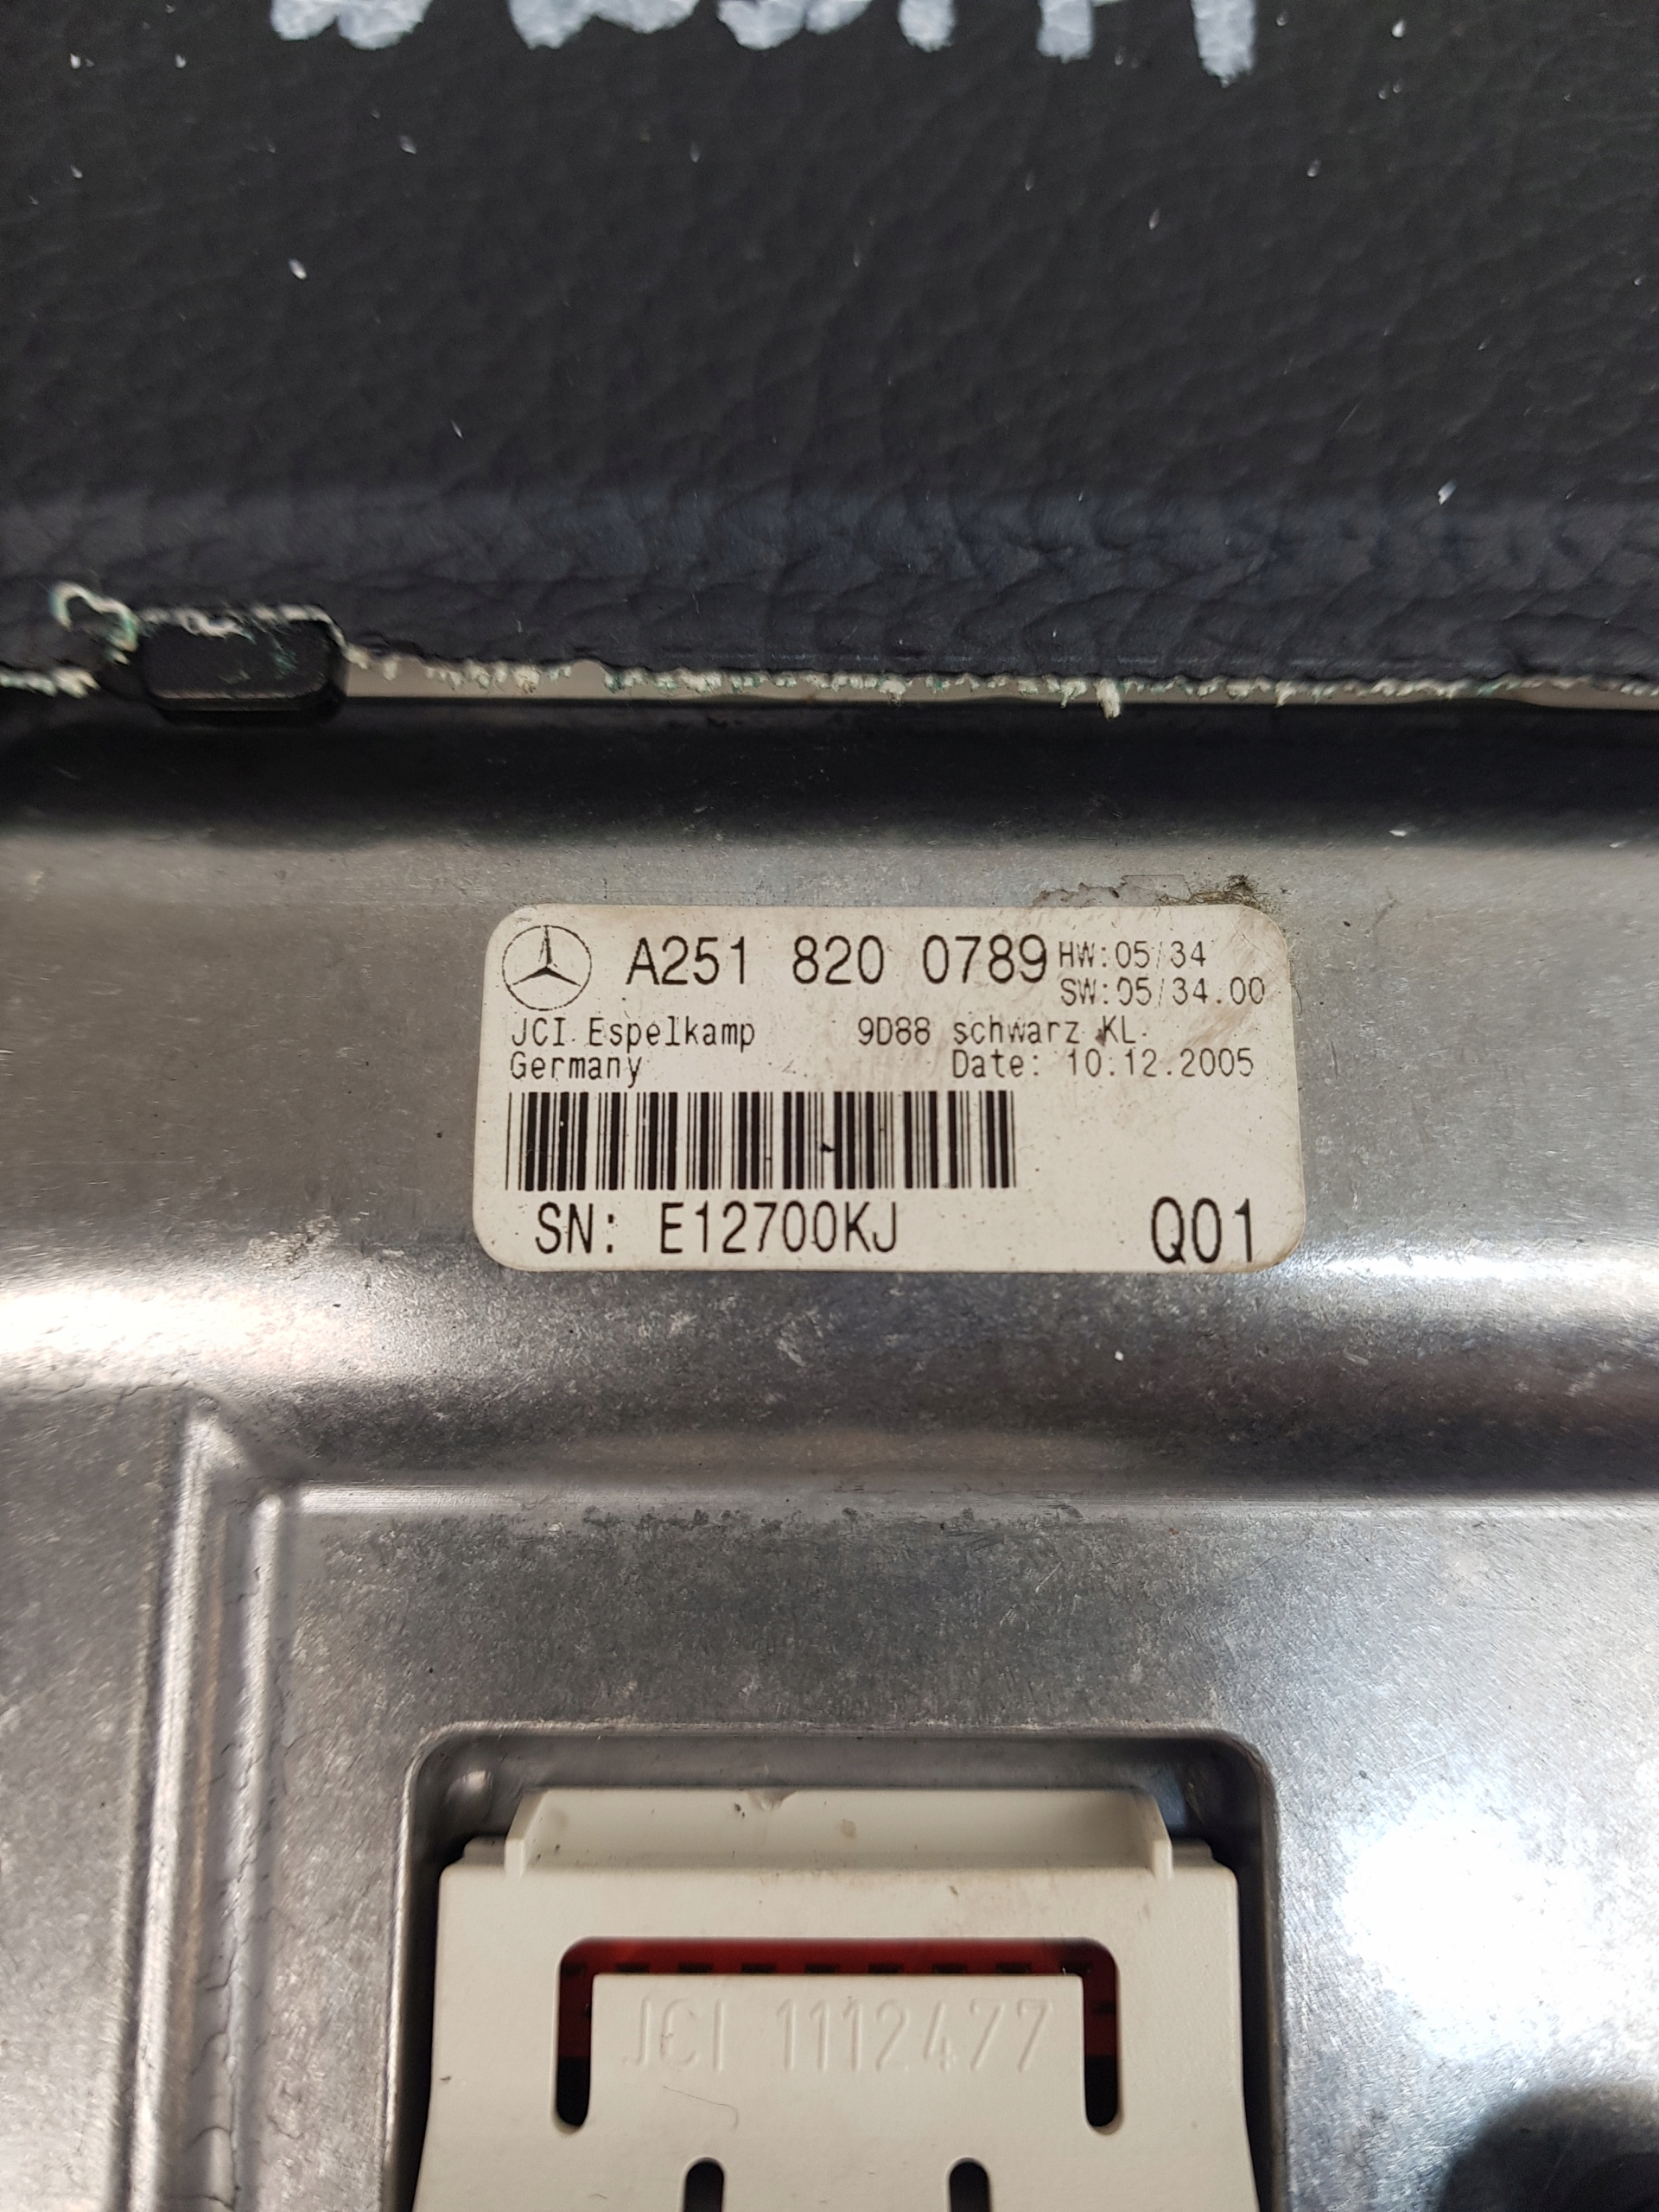 A251 820 0789 HW:05/34
SW:05/34.00
JCI Espelkamp 9D88 schwarz KL
Germany Date: 10.12.2005
SN: E12700KJ Q01
JCI 1112477